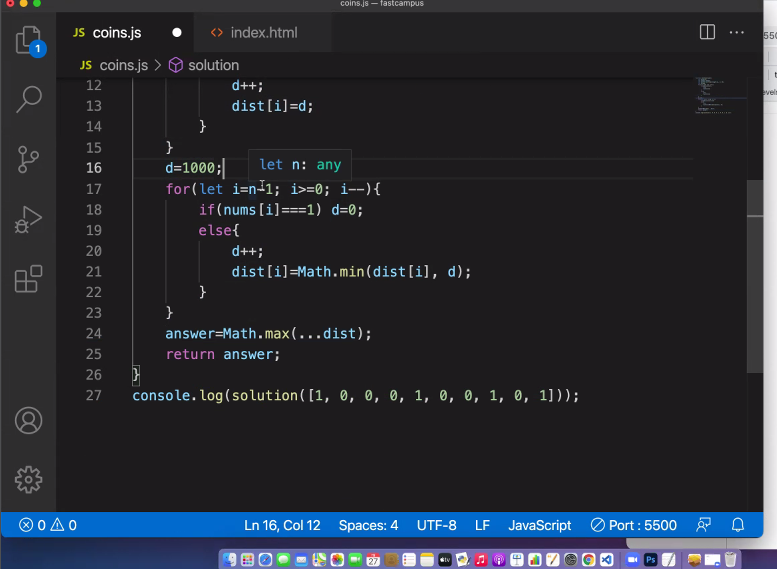 coins.js — fastcampus
JS coins.js
<> index.html
JS coins.js > solution
12 d++;
13 dist[i]=d;
14 }
15 }
16 d=1000;
let n: any
17 for(let i=n-1; i>=0; i--){
18 if(nums[i]===1) d=0;
19 else{
20 d++;
21 dist[i]=Math.min(dist[i], d);
22 }
23 }
24 answer=Math.max(...dist);
25 return answer;
26 }
27 console.log(solution([1, 0, 0, 0, 1, 0, 0, 1, 0, 1]));
1
0 0 Ln 16, Col 12 Spaces: 4 UTF-8 LF JavaScript Port : 5500
27